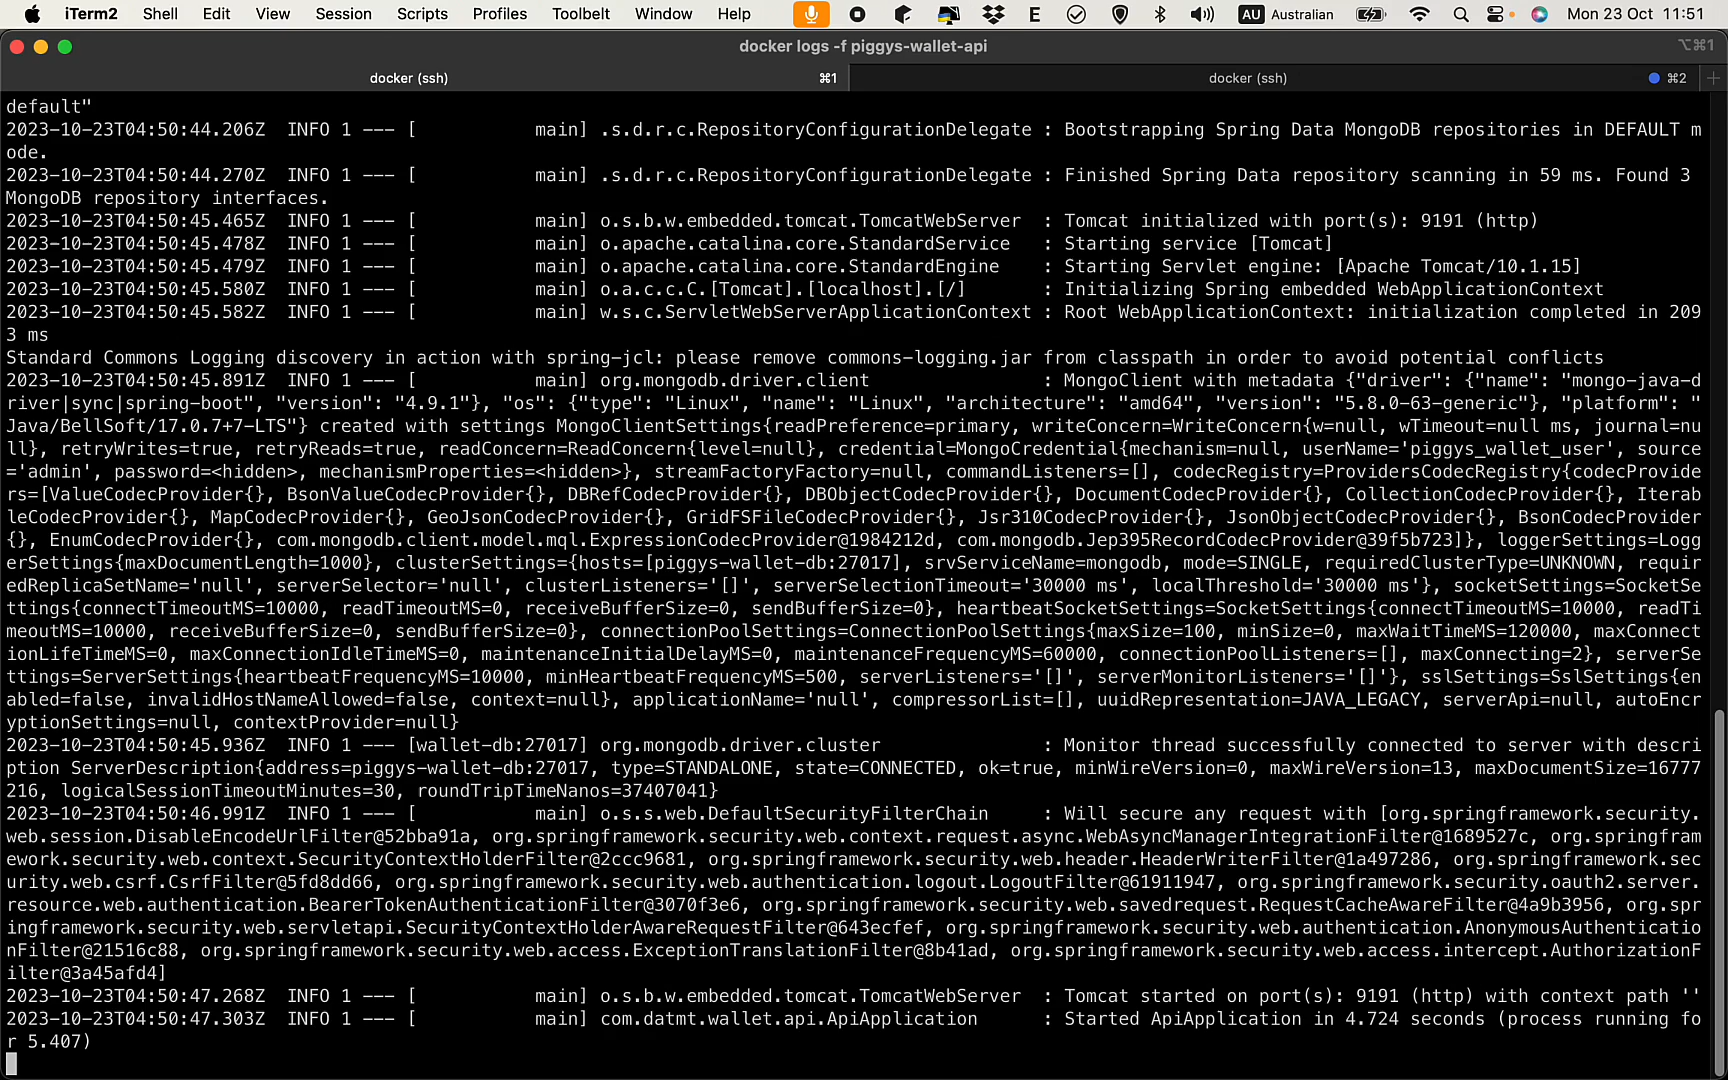 iTerm2 Shell Edit View Session Scripts Profiles Toolbelt Window Help E AU Australian Mon 23 Oct 11:51
docker logs -f piggys-wallet-api ⌥⌘1
docker (ssh) ⌘1 docker (ssh) ⌘2
default"
2023-10-23T04:50:44.206Z  INFO 1 --- [           main] .s.d.r.c.RepositoryConfigurationDelegate : Bootstrapping Spring Data MongoDB repositories in DEFAULT m
ode.
2023-10-23T04:50:44.270Z  INFO 1 --- [           main] .s.d.r.c.RepositoryConfigurationDelegate : Finished Spring Data repository scanning in 59 ms. Found 3
MongoDB repository interfaces.
2023-10-23T04:50:45.465Z  INFO 1 --- [           main] o.s.b.w.embedded.tomcat.TomcatWebServer  : Tomcat initialized with port(s): 9191 (http)
2023-10-23T04:50:45.478Z  INFO 1 --- [           main] o.apache.catalina.core.StandardService   : Starting service [Tomcat]
2023-10-23T04:50:45.479Z  INFO 1 --- [           main] o.apache.catalina.core.StandardEngine    : Starting Servlet engine: [Apache Tomcat/10.1.15]
2023-10-23T04:50:45.580Z  INFO 1 --- [           main] o.a.c.c.C.[Tomcat].[localhost].[/]       : Initializing Spring embedded WebApplicationContext
2023-10-23T04:50:45.582Z  INFO 1 --- [           main] w.s.c.ServletWebServerApplicationContext : Root WebApplicationContext: initialization completed in 209
3 ms
Standard Commons Logging discovery in action with spring-jcl: please remove commons-logging.jar from classpath in order to avoid potential conflicts
2023-10-23T04:50:45.891Z  INFO 1 --- [           main] org.mongodb.driver.client                : MongoClient with metadata {"driver": {"name": "mongo-java-d
river|sync|spring-boot", "version": "4.9.1"}, "os": {"type": "Linux", "name": "Linux", "architecture": "amd64", "version": "5.8.0-63-generic"}, "platform": "
Java/BellSoft/17.0.7+7-LTS"} created with settings MongoClientSettings{readPreference=primary, writeConcern=WriteConcern{w=null, wTimeout=null ms, journal=nu
ll}, retryWrites=true, retryReads=true, readConcern=ReadConcern{level=null}, credential=MongoCredential{mechanism=null, userName='piggys_wallet_user', source
='admin', password=<hidden>, mechanismProperties=<hidden>}, streamFactoryFactory=null, commandListeners=[], codecRegistry=ProvidersCodecRegistry{codecProvide
rs=[ValueCodecProvider{}, BsonValueCodecProvider{}, DBRefCodecProvider{}, DBObjectCodecProvider{}, DocumentCodecProvider{}, CollectionCodecProvider{}, Iterab
leCodecProvider{}, MapCodecProvider{}, GeoJsonCodecProvider{}, GridFSFileCodecProvider{}, Jsr310CodecProvider{}, JsonObjectCodecProvider{}, BsonCodecProvider
{}, EnumCodecProvider{}, com.mongodb.client.model.mql.ExpressionCodecProvider@1984212d, com.mongodb.Jep395RecordCodecProvider@39f5b723]}, loggerSettings=Logg
erSettings{maxDocumentLength=1000}, clusterSettings={hosts=[piggys-wallet-db:27017], srvServiceName=mongodb, mode=SINGLE, requiredClusterType=UNKNOWN, requir
edReplicaSetName='null', serverSelector='null', clusterListeners='[]', serverSelectionTimeout='30000 ms', localThreshold='30000 ms'}, socketSettings=SocketSe
ttings{connectTimeoutMS=10000, readTimeoutMS=0, receiveBufferSize=0, sendBufferSize=0}, heartbeatSocketSettings=SocketSettings{connectTimeoutMS=10000, readTi
meoutMS=10000, receiveBufferSize=0, sendBufferSize=0}, connectionPoolSettings=ConnectionPoolSettings{maxSize=100, minSize=0, maxWaitTimeMS=120000, maxConnect
ionLifeTimeMS=0, maxConnectionIdleTimeMS=0, maintenanceInitialDelayMS=0, maintenanceFrequencyMS=60000, connectionPoolListeners=[], maxConnecting=2}, serverSe
ttings=ServerSettings{heartbeatFrequencyMS=10000, minHeartbeatFrequencyMS=500, serverListeners='[]', serverMonitorListeners='[]'}, sslSettings=SslSettings{en
abled=false, invalidHostNameAllowed=false, context=null}, applicationName='null', compressorList=[], uuidRepresentation=JAVA_LEGACY, serverApi=null, autoEncr
yptionSettings=null, contextProvider=null}
2023-10-23T04:50:45.936Z  INFO 1 --- [wallet-db:27017] org.mongodb.driver.cluster               : Monitor thread successfully connected to server with descri
ption ServerDescription{address=piggys-wallet-db:27017, type=STANDALONE, state=CONNECTED, ok=true, minWireVersion=0, maxWireVersion=13, maxDocumentSize=16777
216, logicalSessionTimeoutMinutes=30, roundTripTimeNanos=37407041}
2023-10-23T04:50:46.991Z  INFO 1 --- [           main] o.s.s.web.DefaultSecurityFilterChain     : Will secure any request with [org.springframework.security.
web.session.DisableEncodeUrlFilter@52bba91a, org.springframework.security.web.context.request.async.WebAsyncManagerIntegrationFilter@1689527c, org.springfram
ework.security.web.context.SecurityContextHolderFilter@2ccc9681, org.springframework.security.web.header.HeaderWriterFilter@1a497286, org.springframework.sec
urity.web.csrf.CsrfFilter@5fd8dd66, org.springframework.security.web.authentication.logout.LogoutFilter@61911947, org.springframework.security.oauth2.server.
resource.web.authentication.BearerTokenAuthenticationFilter@3070f3e6, org.springframework.security.web.savedrequest.RequestCacheAwareFilter@4a9b3956, org.spr
ingframework.security.web.servletapi.SecurityContextHolderAwareRequestFilter@643ecfef, org.springframework.security.web.authentication.AnonymousAuthenticatio
nFilter@21516c88, org.springframework.security.web.access.ExceptionTranslationFilter@8b41ad, org.springframework.security.web.access.intercept.AuthorizationF
ilter@3a45afd4]
2023-10-23T04:50:47.268Z  INFO 1 --- [           main] o.s.b.w.embedded.tomcat.TomcatWebServer  : Tomcat started on port(s): 9191 (http) with context path ''
2023-10-23T04:50:47.303Z  INFO 1 --- [           main] com.datmt.wallet.api.ApiApplication      : Started ApiApplication in 4.724 seconds (process running fo
r 5.407)